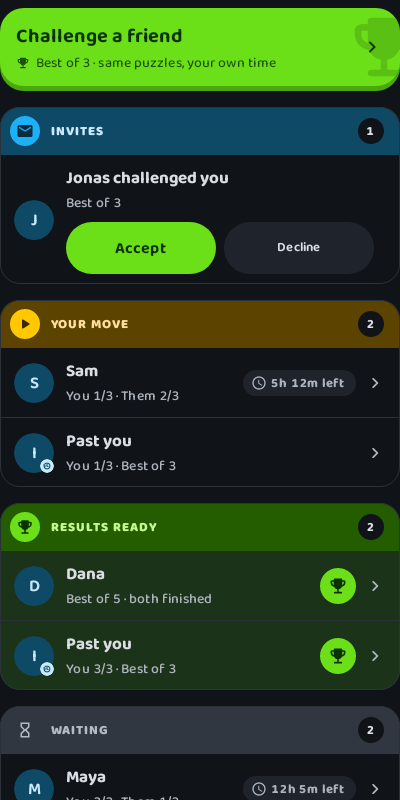 Challenge a friend
Best of 3 · same puzzles, your own time
INVITES 1
J
Jonas challenged you
Best of 3
Accept Decline
YOUR MOVE 2
S
Sam
You 1/3 · Them 2/3
5h 12m left
I
Past you
You 1/3 · Best of 3
RESULTS READY 2
D
Dana
Best of 5 · both finished
I
Past you
You 3/3 · Best of 3
WAITING 2
M
Maya
12h 5m left